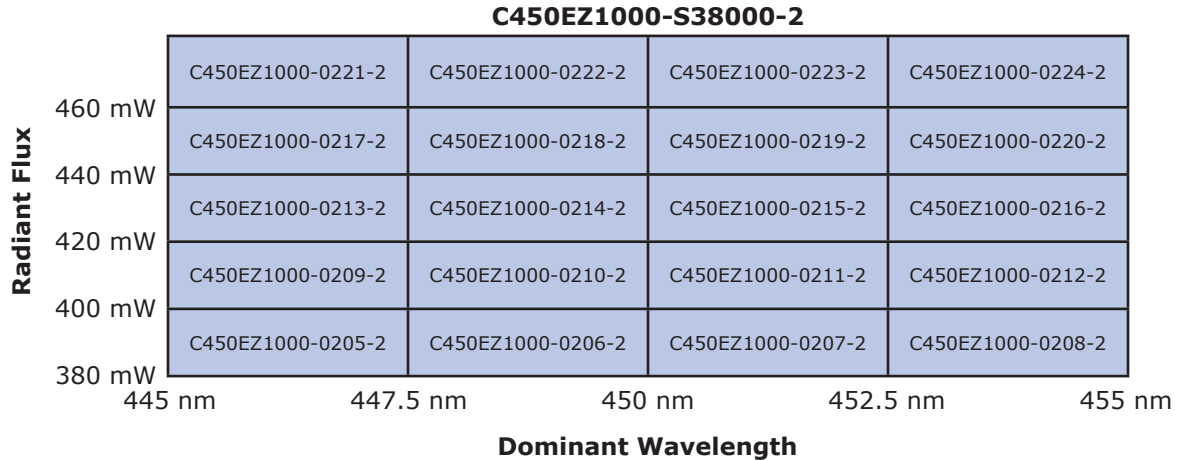 C450EZ1000-S38000-2
C450EZ1000-0221-2 C450EZ1000-0222-2 C450EZ1000-0223-2 C450EZ1000-0224-2
460 mW
C450EZ1000-0217-2 C450EZ1000-0218-2 C450EZ1000-0219-2 C450EZ1000-0220-2
440 mW
C450EZ1000-0213-2 C450EZ1000-0214-2 C450EZ1000-0215-2 C450EZ1000-0216-2
420 mW
C450EZ1000-0209-2 C450EZ1000-0210-2 C450EZ1000-0211-2 C450EZ1000-0212-2
400 mW
C450EZ1000-0205-2 C450EZ1000-0206-2 C450EZ1000-0207-2 C450EZ1000-0208-2
380 mW
Radiant Flux
445 nm 447.5 nm 450 nm 452.5 nm 455 nm
Dominant Wavelength